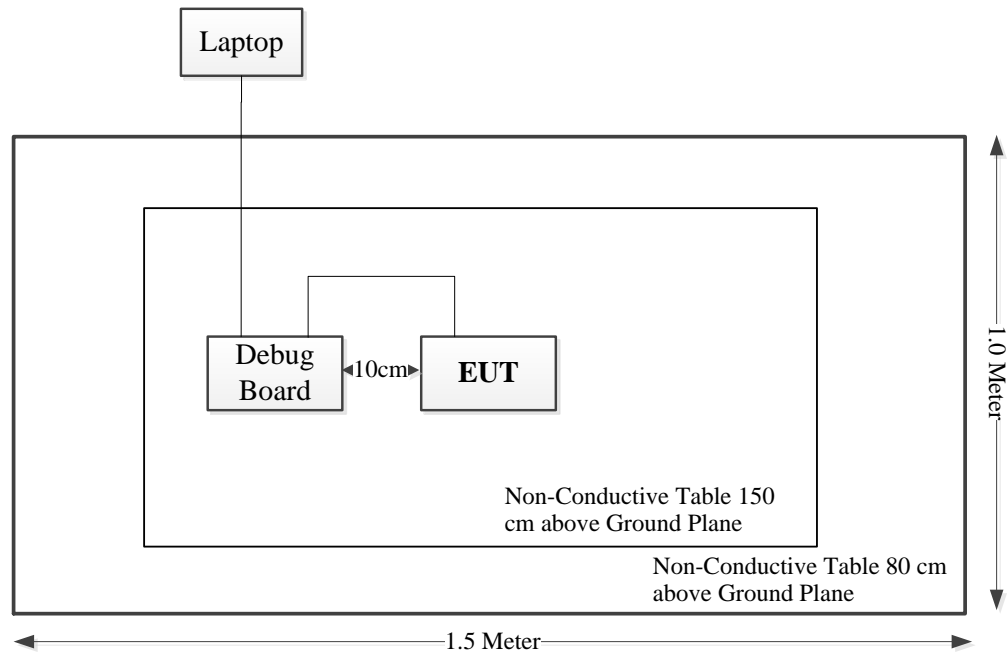 Laptop
Debug
Board
10cm
EUT
Non-Conductive Table 150
cm above Ground Plane
Non-Conductive Table 80 cm
above Ground Plane
1.0 Meter
1.5 Meter